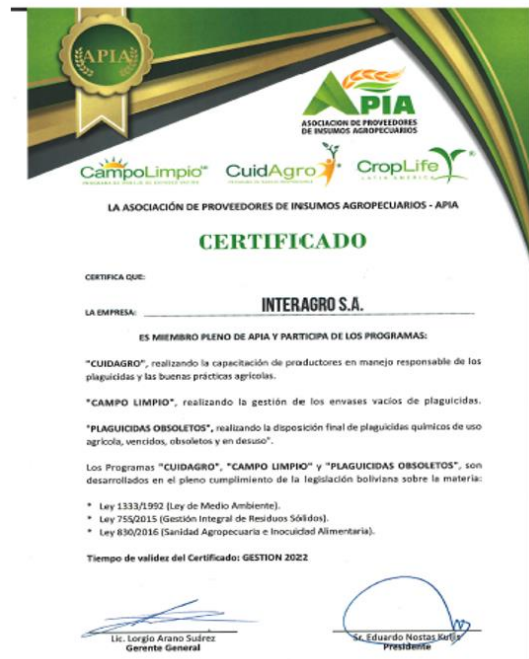 APIA
APIA
ASOCIACION DE PROVEEDORES
DE INSUMOS AGROPECUARIOS
CampoLimpio
CuidAgro
CropLife
LATIN AMERICA
LA ASOCIACIÓN DE PROVEEDORES DE INSUMOS AGROPECUARIOS - APIA
CERTIFICADO
CERTIFICA QUE:
LA EMPRESA: INTERAGRO S.A.
ES MIEMBRO PLENO DE APIA Y PARTICIPA DE LOS PROGRAMAS:
"CUIDAGRO", realizando la capacitación de productores en manejo responsable de los
plaguicidas y las buenas prácticas agrícolas.
"CAMPO LIMPIO", realizando la gestión de los envases vacíos de plaguicidas.
"PLAGUICIDAS OBSOLETOS", realizando la disposición final de plaguicidas químicos de uso
agrícola, vencidos, obsoletos y en desuso".
Los Programas "CUIDAGRO", "CAMPO LIMPIO" y "PLAGUICIDAS OBSOLETOS", son
desarrollados en el pleno cumplimiento de la legislación boliviana sobre la materia:
* Ley 1333/1992 (Ley de Medio Ambiente).
* Ley 755/2015 (Gestión Integral de Residuos Sólidos).
* Ley 830/2016 (Sanidad Agropecuaria e Inocuidad Alimentaria).
Tiempo de validez del Certificado: GESTION 2022
Lic. Lorgio Arano Suárez
Gerente General
Sr. Eduardo Nostas
Presidente